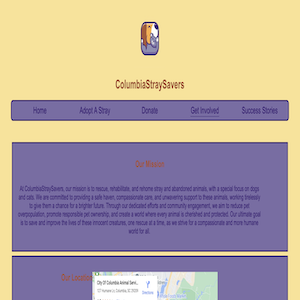 ColumbiaStraySavers
Home Adopt A Stray Donate Get Involved Success Stories
Our Mission
At ColumbiaStraySavers, our mission is to rescue, rehabilitate, and rehome stray and abandoned animals, with a special focus on dogs
and cats. We are committed to providing a safe haven, compassionate care, and unwavering support to these animals, working tirelessly
to give them a chance for a brighter future. Through our dedicated efforts and community engagement, we aim to reduce pet
overpopulation, promote responsible pet ownership, and create a world where every animal is cherished and protected. Our ultimate goal
is to save and improve the lives of these innocent creatures, one rescue at a time, as we strive for a compassionate and more humane
world for all.
Our Location
City Of Columbia Animal Servi...
Directions